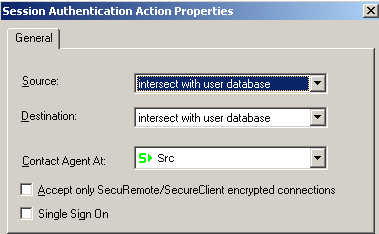 Session Authentication Action Properties
General
Source: intersect with user database
Destination: intersect with user database
Contact Agent At: S Src
Accept only SecuRemote/SecureClient encrypted connections
Single Sign On